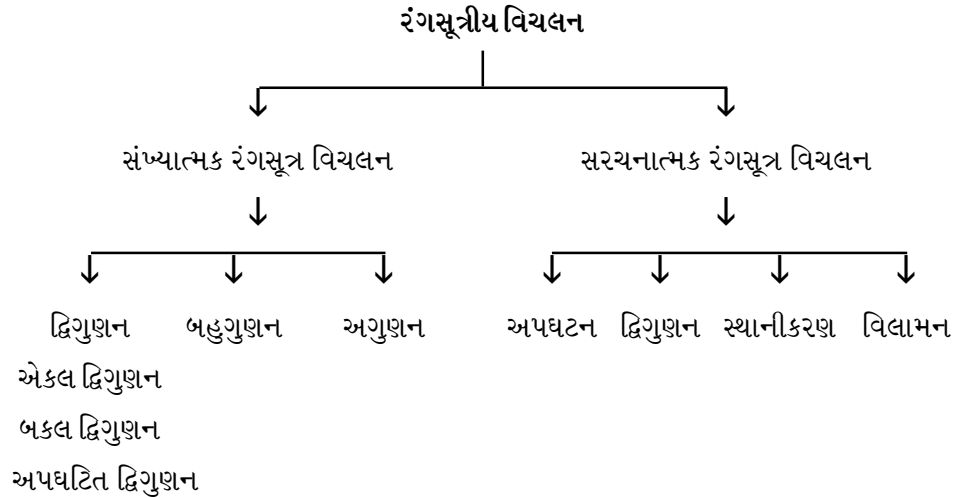 રંગસૂત્રીય વિચલન
સંખ્યાત્મક રંગસૂત્ર વિચલન સરચનાત્મક રંગસૂત્ર વિચલન
દ્વિગુણન બહુગુણન અગુણન અપઘટન દ્વિગુણન સ્થાનીકરણ વિલામન
એકલ દ્વિગુણન
બકલ દ્વિગુણન
અપઘટિત દ્વિગુણન